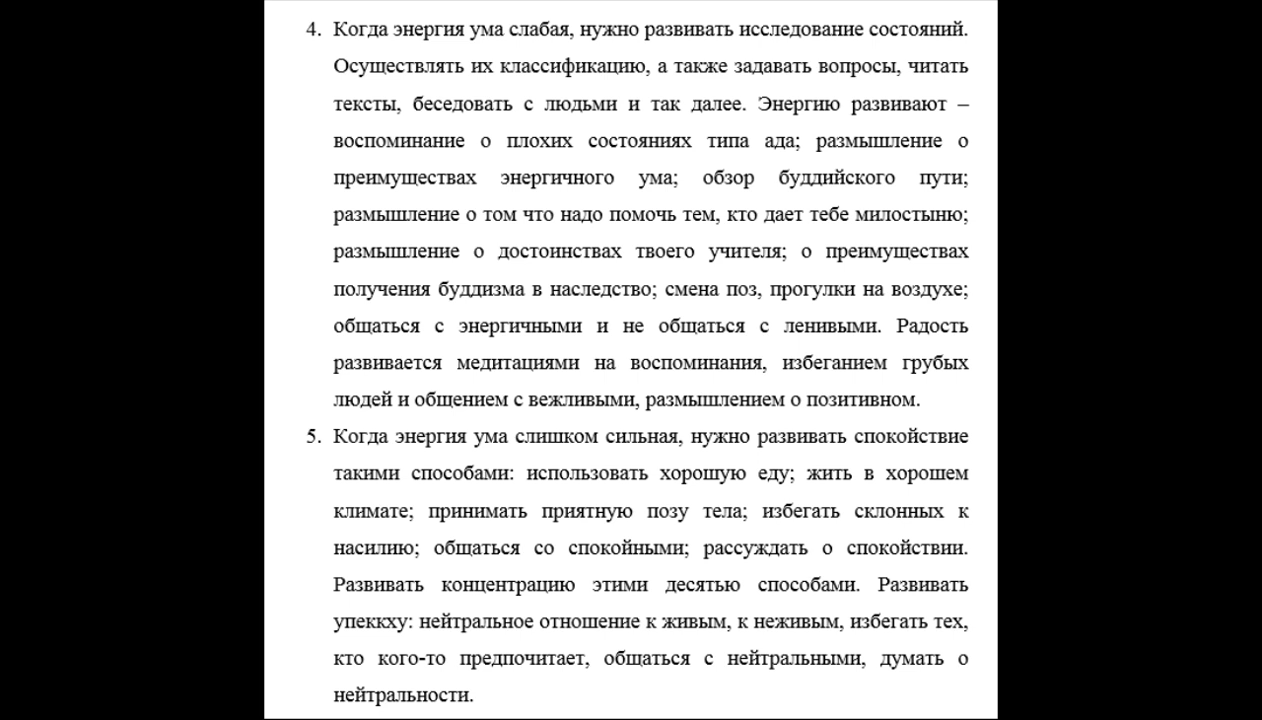 4. Когда энергия ума слабая, нужно развивать исследование состояний.
Осуществлять их классификацию, а также задавать вопросы, читать
тексты, беседовать с людьми и так далее. Энергию развивают –
воспоминание о плохих состояниях типа ада; размышление о
преимуществах энергичного ума; обзор буддийского пути;
размышление о том что надо помочь тем, кто дает тебе милостыню;
размышление о достоинствах твоего учителя; о преимуществах
получения буддизма в наследство; смена поз, прогулки на воздухе;
общаться с энергичными и не общаться с ленивыми. Радость
развивается медитациями на воспоминания, избеганием грубых
людей и общением с вежливыми, размышлением о позитивном.
5. Когда энергия ума слишком сильная, нужно развивать спокойствие
такими способами: использовать хорошую еду; жить в хорошем
климате; принимать приятную позу тела; избегать склонных к
насилию; общаться со спокойными; рассуждать о спокойствии.
Развивать концентрацию этими десятью способами. Развивать
упеккху: нейтральное отношение к живым, к неживым, избегать тех,
кто кого-то предпочитает, общаться с нейтральными, думать о
нейтральности.